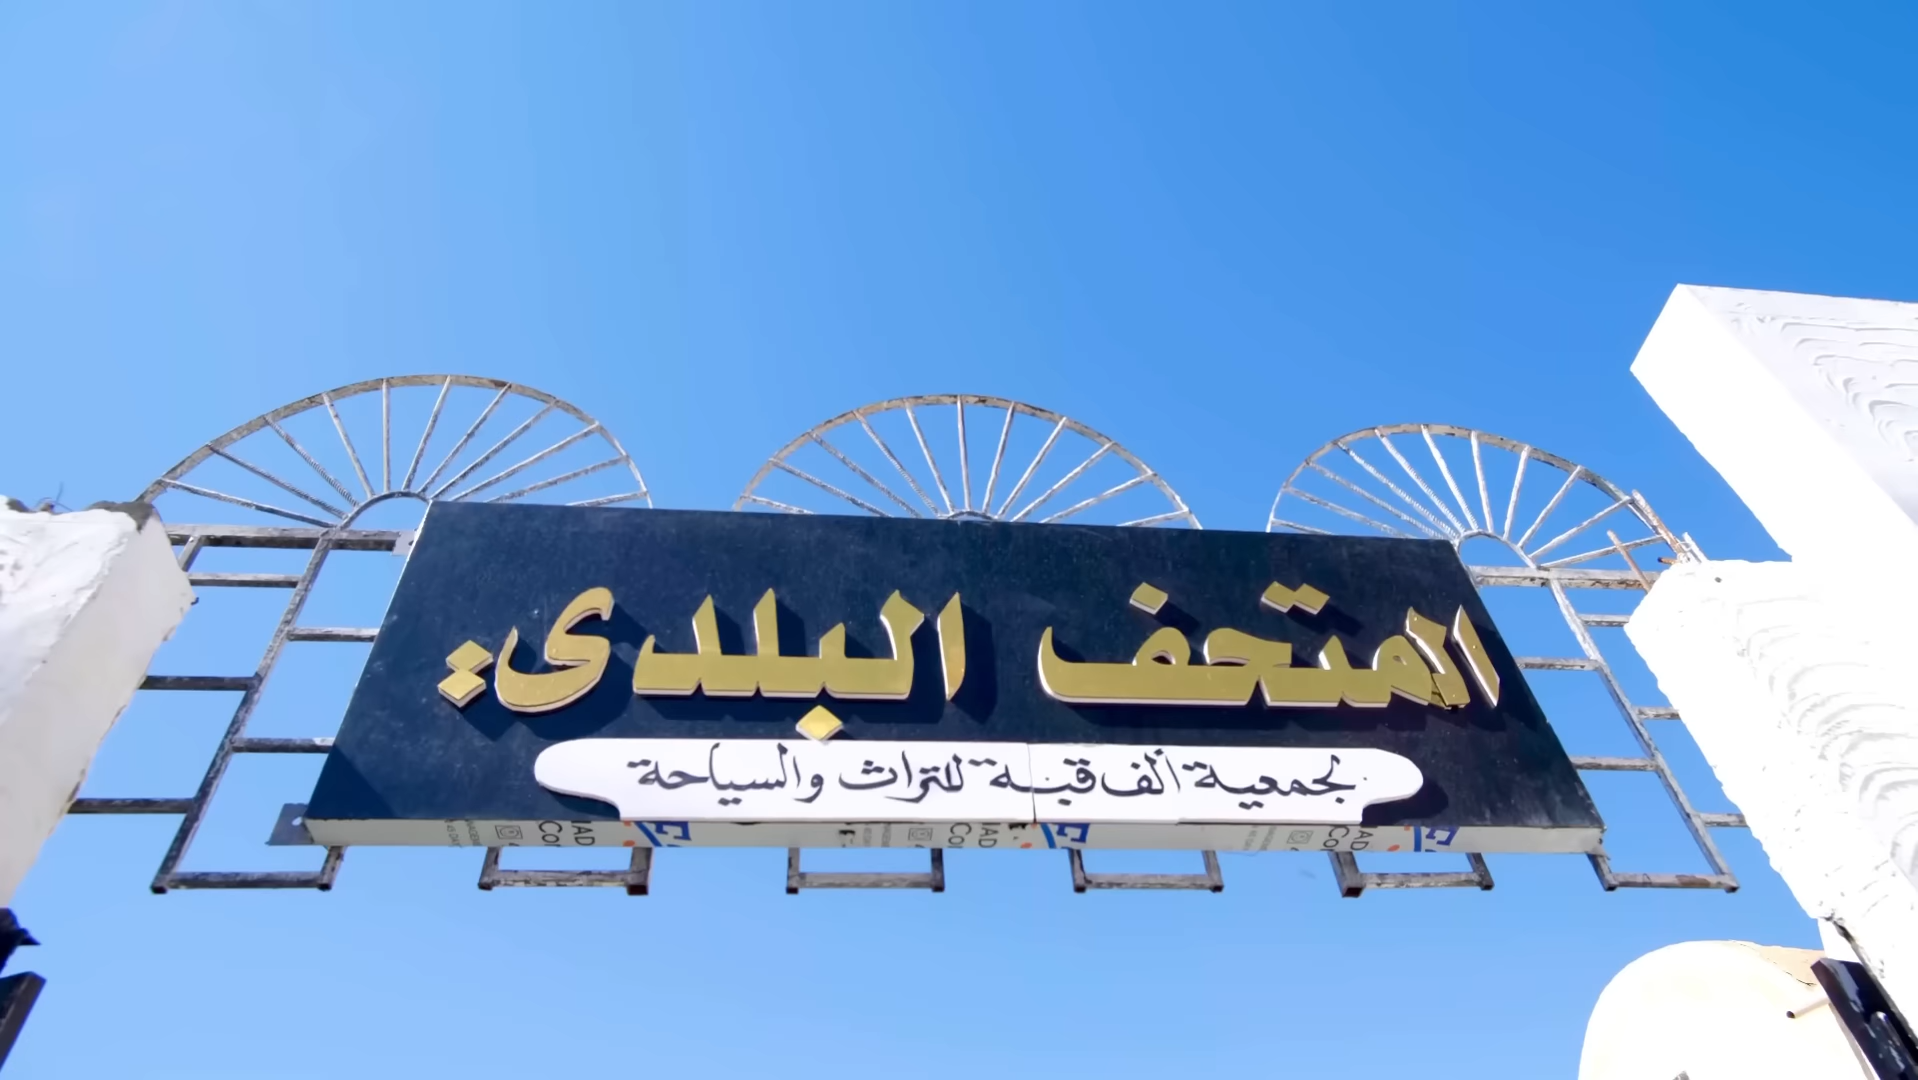 المتحف البلدي
لجمعية ألف قبة للتراث والسياحة